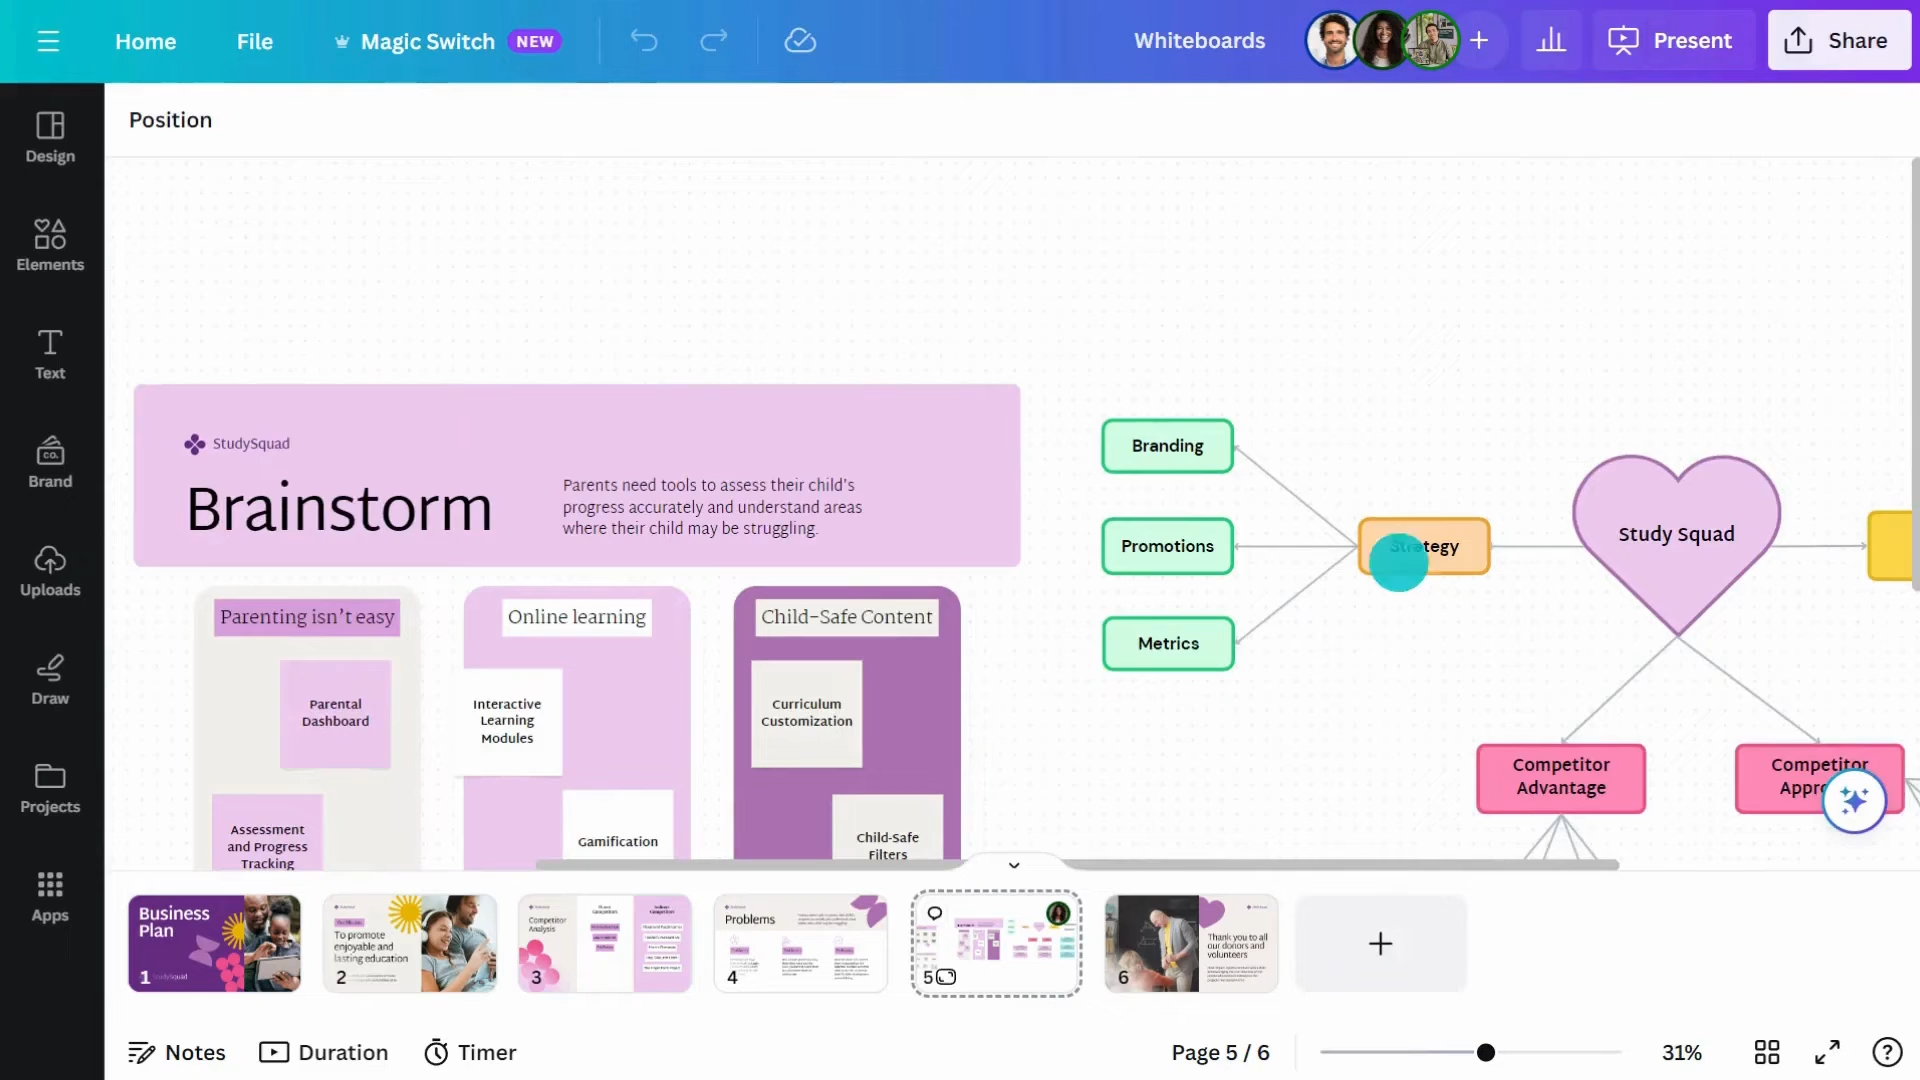 Home
File
Magic Switch
NEW
Whiteboards
Present
Share
Position
Design
Elements
Text
Brand
CO.
Uploads
Draw
Projects
Apps
StudySquad
Brainstorm
Parents need tools to assess their child's
progress accurately and understand areas
where their child may be struggling.
Parenting isn't easy
Online learning
Child-Safe Content
Parental
Dashboard
Interactive
Learning
Modules
Curriculum
Customization
Assessment
and Progress
Tracking
Gamification
Child-Safe
Filters
Branding
Promotions
Metrics
Strategy
Study Squad
Competitor
Advantage
Competitor
Business
Plan
1
StudySquad
To promote
enjoyable and
lasting education
2
Competitor
Analysis
3
Problems
4
5
Thank you to all
our donors and
volunteers
6
Notes
Duration
Timer
Page 5 / 6
31%